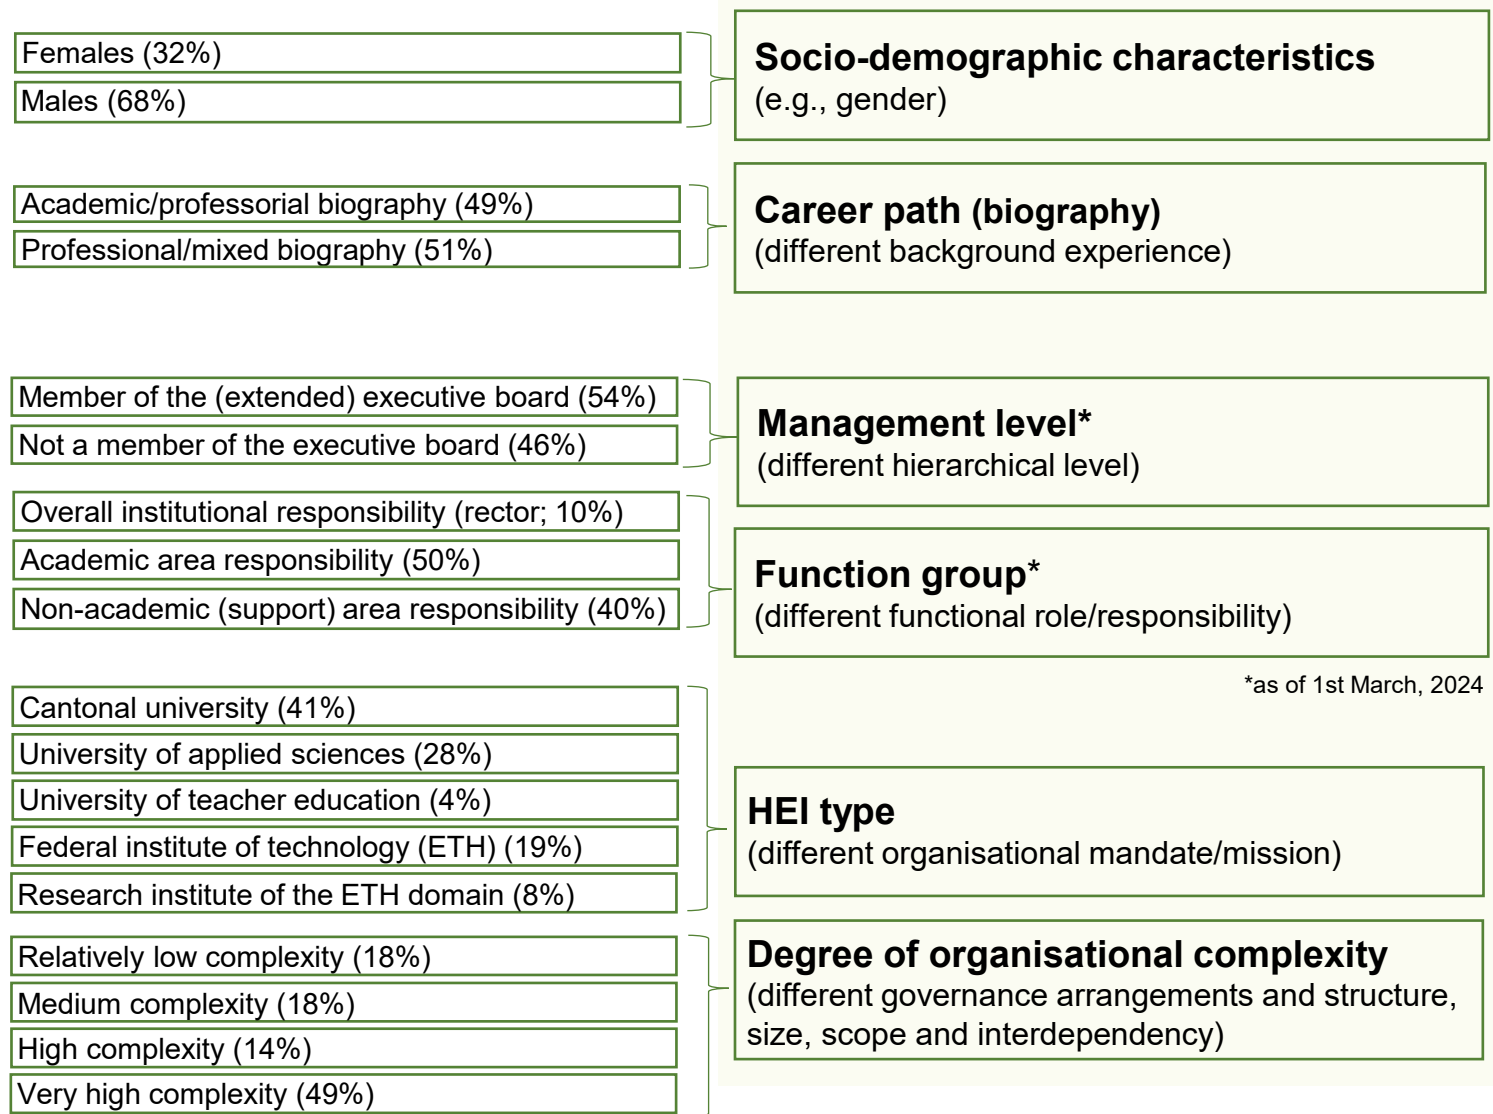 Females (32%)
Males (68%)
Socio-demographic characteristics
(e.g., gender)
Academic/professorial biography (49%)
Professional/mixed biography (51%)
Career path (biography)
(different background experience)
Member of the (extended) executive board (54%)
Not a member of the executive board (46%)
Management level*
(different hierarchical level)
Overall institutional responsibility (rector; 10%)
Academic area responsibility (50%)
Non-academic (support) area responsibility (40%)
Function group*
(different functional role/responsibility)
*as of 1st March, 2024
Cantonal university (41%)
University of applied sciences (28%)
University of teacher education (4%)
Federal institute of technology (ETH) (19%)
Research institute of the ETH domain (8%)
HEI type
(different organisational mandate/mission)
Relatively low complexity (18%)
Medium complexity (18%)
High complexity (14%)
Very high complexity (49%)
Degree of organisational complexity
(different governance arrangements and structure,
size, scope and interdependency)